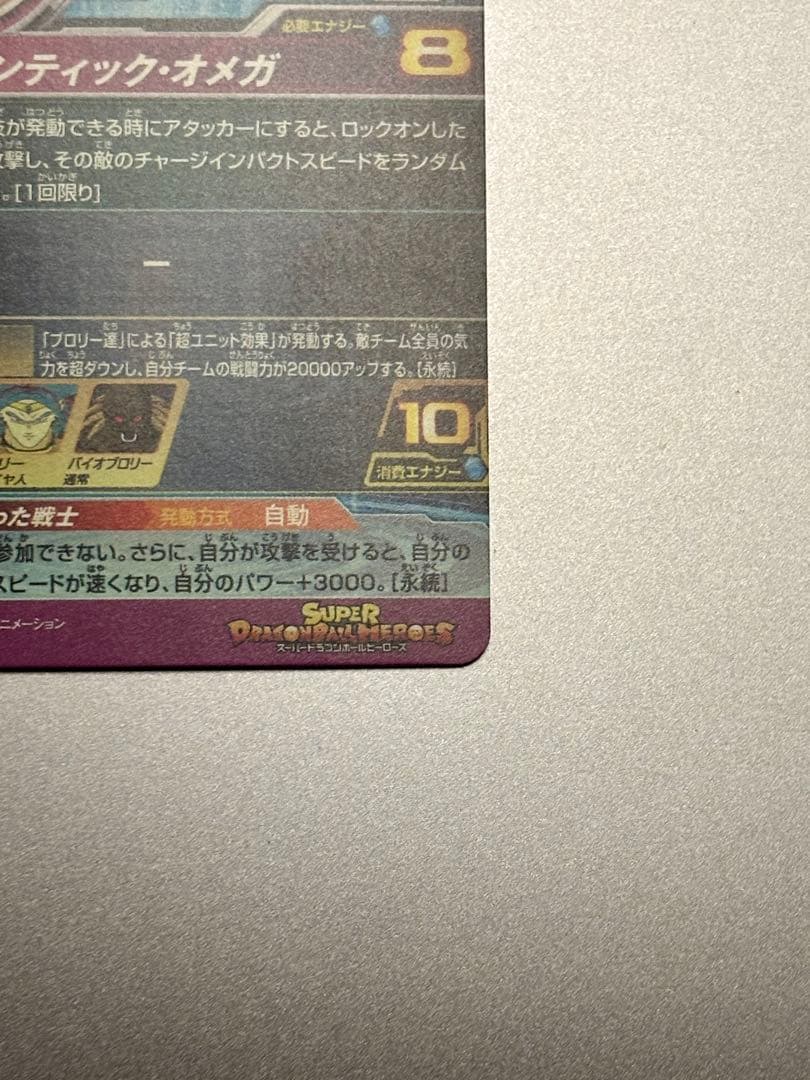 必要エナジー 8
ンティック・オメガ
が発動できる時にアタッカーにすると、ロックオンした
攻撃し、その敵のチャージインパクトスピードをランダム
。[1回限り]
ー
「ブロリー達」による「超ユニット効果」が発動する。敵チーム全員の気
力を超ダウンし、自分チームの戦闘力が20000アップする。[永続]
10
リー バイオブロリー
ヤ人 通常
消費エナジー
った戦士 発動方式 自動
参加できない。さらに、自分が攻撃を受けると、自分の
スピードが速くなり、自分のパワー+3000。[永続]
ニメーション
SUPER
DRAGONBALL HEROES
スーパードラゴンボールヒーローズ